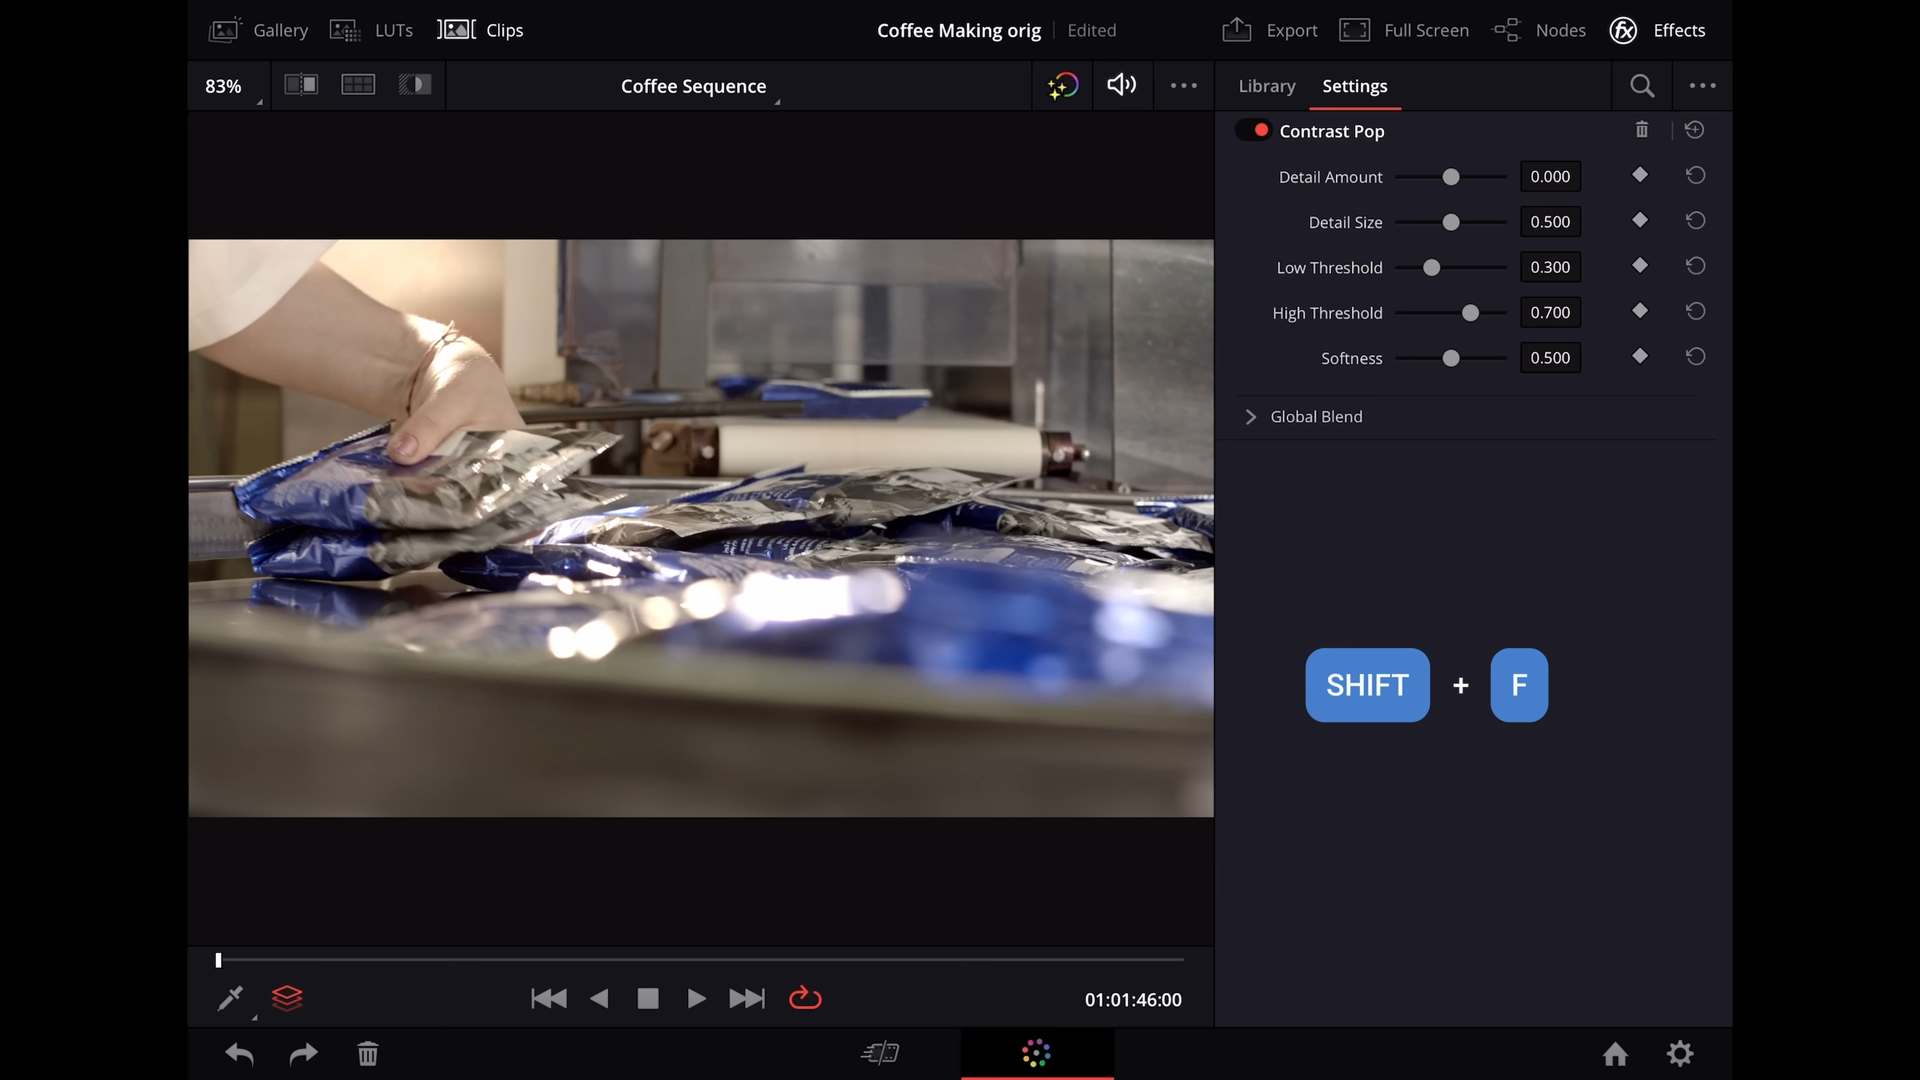 Gallery
LUTs
Clips
Coffee Making orig
Edited
Export
Full Screen
Nodes
fx
Effects
83%
Coffee Sequence
Library
Settings
Contrast Pop
Detail Amount
0.000
Detail Size
0.500
Low Threshold
0.300
High Threshold
0.700
Softness
0.500
Global Blend
SHIFT + F
01:01:46:00